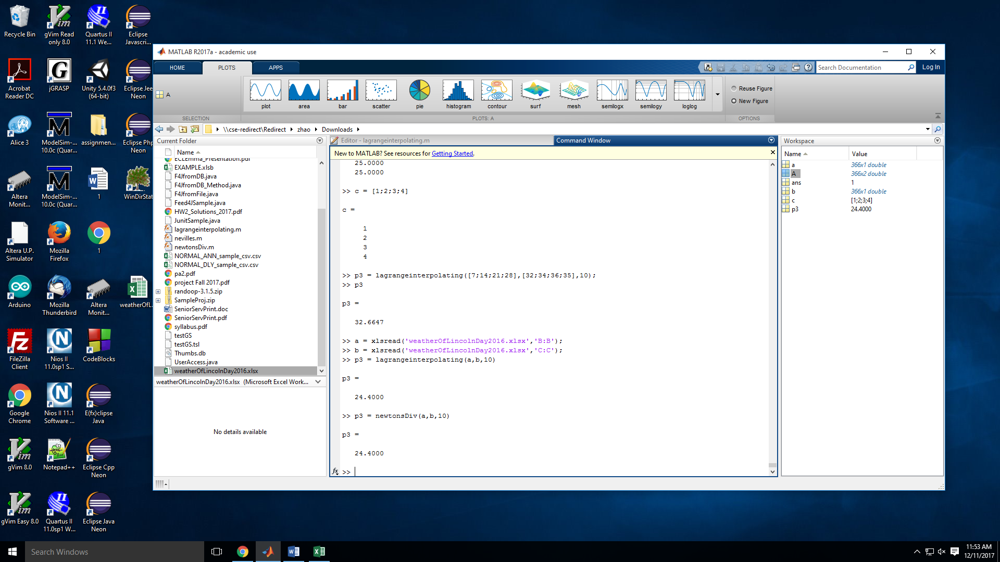 Recycle Bin
gVim Read only 8.0
Quartus II 11.1 We...
Eclipse Javascri...
Acrobat Reader DC
jGRASP
Unity 5.4.0f3 (64-bit)
Eclipse Jee Neon
Alice 3
ModelSim-... 10.0c (Quar...
assignmen...
Eclipse Php Neon
Altera Monit...
ModelSim-... 10.0c (Quar...
1
WinDirStat
Altera U.P. Simulator
Mozilla Firefox
1
Arduino
Mozilla Thunderbird
Altera Monit...
weatherOfL...
FileZilla Client
Nios II 11.0sp1 S...
CodeBlocks
Google Chrome
Nios II 11.1 Software ...
E(fx)clipse Java
gVim 8.0
Notepad++
Eclipse Cpp Neon
gVim Easy 8.0
Quartus II 11.0sp1 W...
Eclipse Java Neon
MATLAB R2017a - academic use
HOME PLOTS APPS
Search Documentation
Log In
A
plot area bar scatter pie histogram contour surf mesh semilogx semilogy loglog
Reuse Figure
New Figure
SELECTION PLOTS: A OPTIONS
\\cse-redirect\Redirect zhao Downloads
Current Folder
Name
ECLEmma_Presentation.pdf
EXAMPLE.xlsb
F4JfromDB.java
F4JfromDB_Method.java
F4JfromFile.java
Feed4JSample.java
HW2_Solutions_2017.pdf
JunitSample.java
lagrangeinterpolating.m
nevilles.m
newtonsDiv.m
NORMAL_ANN_sample_csv.csv
NORMAL_DLY_sample_csv.csv
pa2.pdf
project Fall 2017.pdf
randoop-3.1.5.zip
SampleProj.zip
SeniorServPrint.doc
SeniorServPrint.pdf
syllabus.pdf
testGS
testGS.tsl
Thumbs.db
UserAccess.java
weatherOfLincolnDay2016.xlsx
weatherOfLincolnDay2016.xlsx (Microsoft Excel Work...
No details available
Editor - lagrangeinterpolating.m
Command Window
New to MATLAB? See resources for Getting Started.
25.0000
25.0000
>> c = [1;2;3;4]
c =
1
2
3
4
>> p3 = lagrangeinterpolating([7;14;21;28],[32;34;36;35],10);
>> p3
p3 =
32.6647
>> a = xlsread('weatherOfLincolnDay2016.xlsx','B:B');
>> b = xlsread('weatherOfLincolnDay2016.xlsx','C:C');
>> p3 = lagrangeinterpolating(a,b,10)
p3 =
24.4000
>> p3 = newtonsDiv(a,b,10)
p3 =
24.4000
fx >>
Workspace
Name Value
a 366x1 double
A 366x2 double
ans 1
b 366x1 double
c [1;2;3;4]
p3 24.4000
Search Windows
11:53 AM
12/11/2017